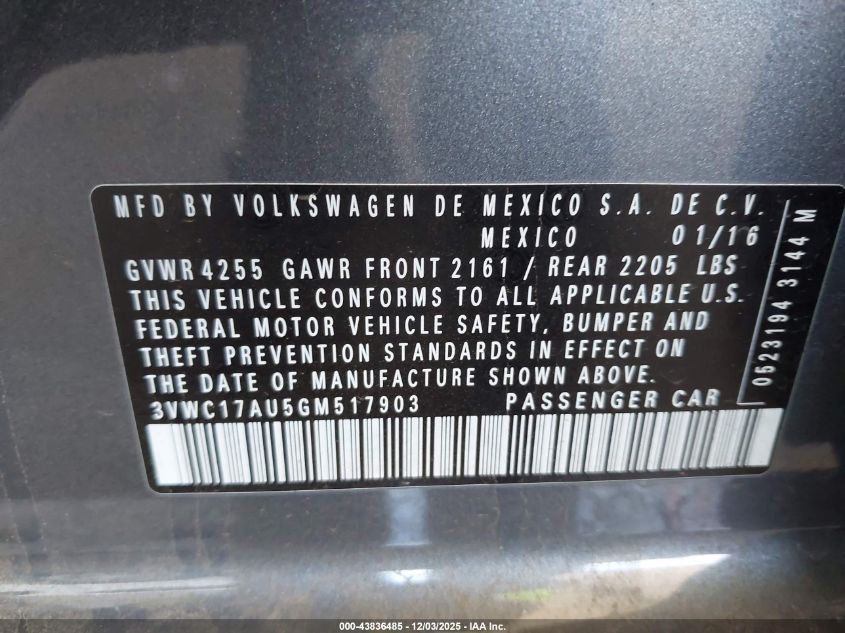 MFD BY VOLKSWAGEN DE MEXICO S.A. DE C.V.
MEXICO 01/16
GVWR 4255 GAWR FRONT 2161 / REAR 2205 LBS
THIS VEHICLE CONFORMS TO ALL APPLICABLE U.S.
FEDERAL MOTOR VEHICLE SAFETY, BUMPER AND
THEFT PREVENTION STANDARDS IN EFFECT ON
THE DATE OF MANUFACTURE SHOWN ABOVE.
3VWC17AU5GM517903 PASSENGER CAR
0623194 3144 M
000-43836485 - 12/03/2025 - IAA Inc.